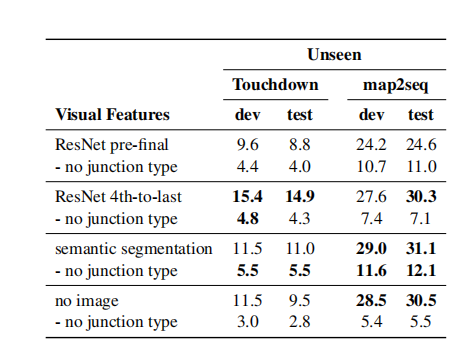 Unseen
Touchdown map2seq
Visual Features dev test dev test
ResNet pre-final 9.6 8.8 24.2 24.6
- no junction type 4.4 4.0 10.7 11.0
ResNet 4th-to-last 15.4 14.9 27.6 30.3
- no junction type 4.8 4.3 7.4 7.1
semantic segmentation 11.5 11.0 29.0 31.1
- no junction type 5.5 5.5 11.6 12.1
no image 11.5 9.5 28.5 30.5
- no junction type 3.0 2.8 5.4 5.5